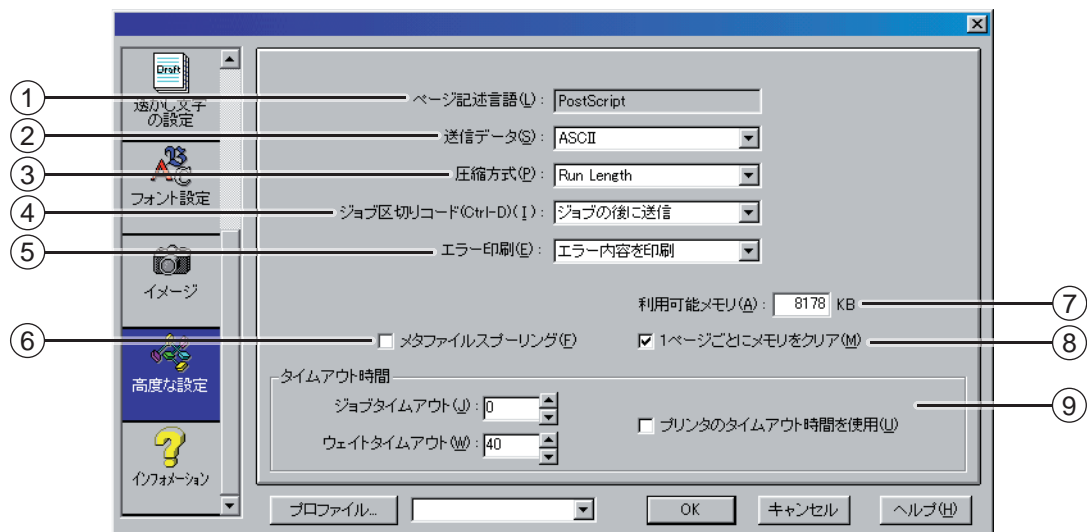 Draft
透かし文字
の設定
フォント設定
イメージ
高度な設定
インフォメーション
① ページ記述言語(L): PostScript
② 送信データ(S): ASCII
③ 圧縮方式(P): Run Length
④ ジョブ区切りコード(Ctrl-D)(I): ジョブの後に送信
⑤ エラー印刷(E): エラー内容を印刷
利用可能メモリ(A): 8178 KB ⑦
⑥ メタファイルスプーリング(F)
1ページごとにメモリをクリア(M) ⑧
タイムアウト時間
ジョブタイムアウト(J): 0
ウェイトタイムアウト(W): 40
プリンタのタイムアウト時間を使用(U) ⑨
プロファイル... OK キャンセル ヘルプ(H)